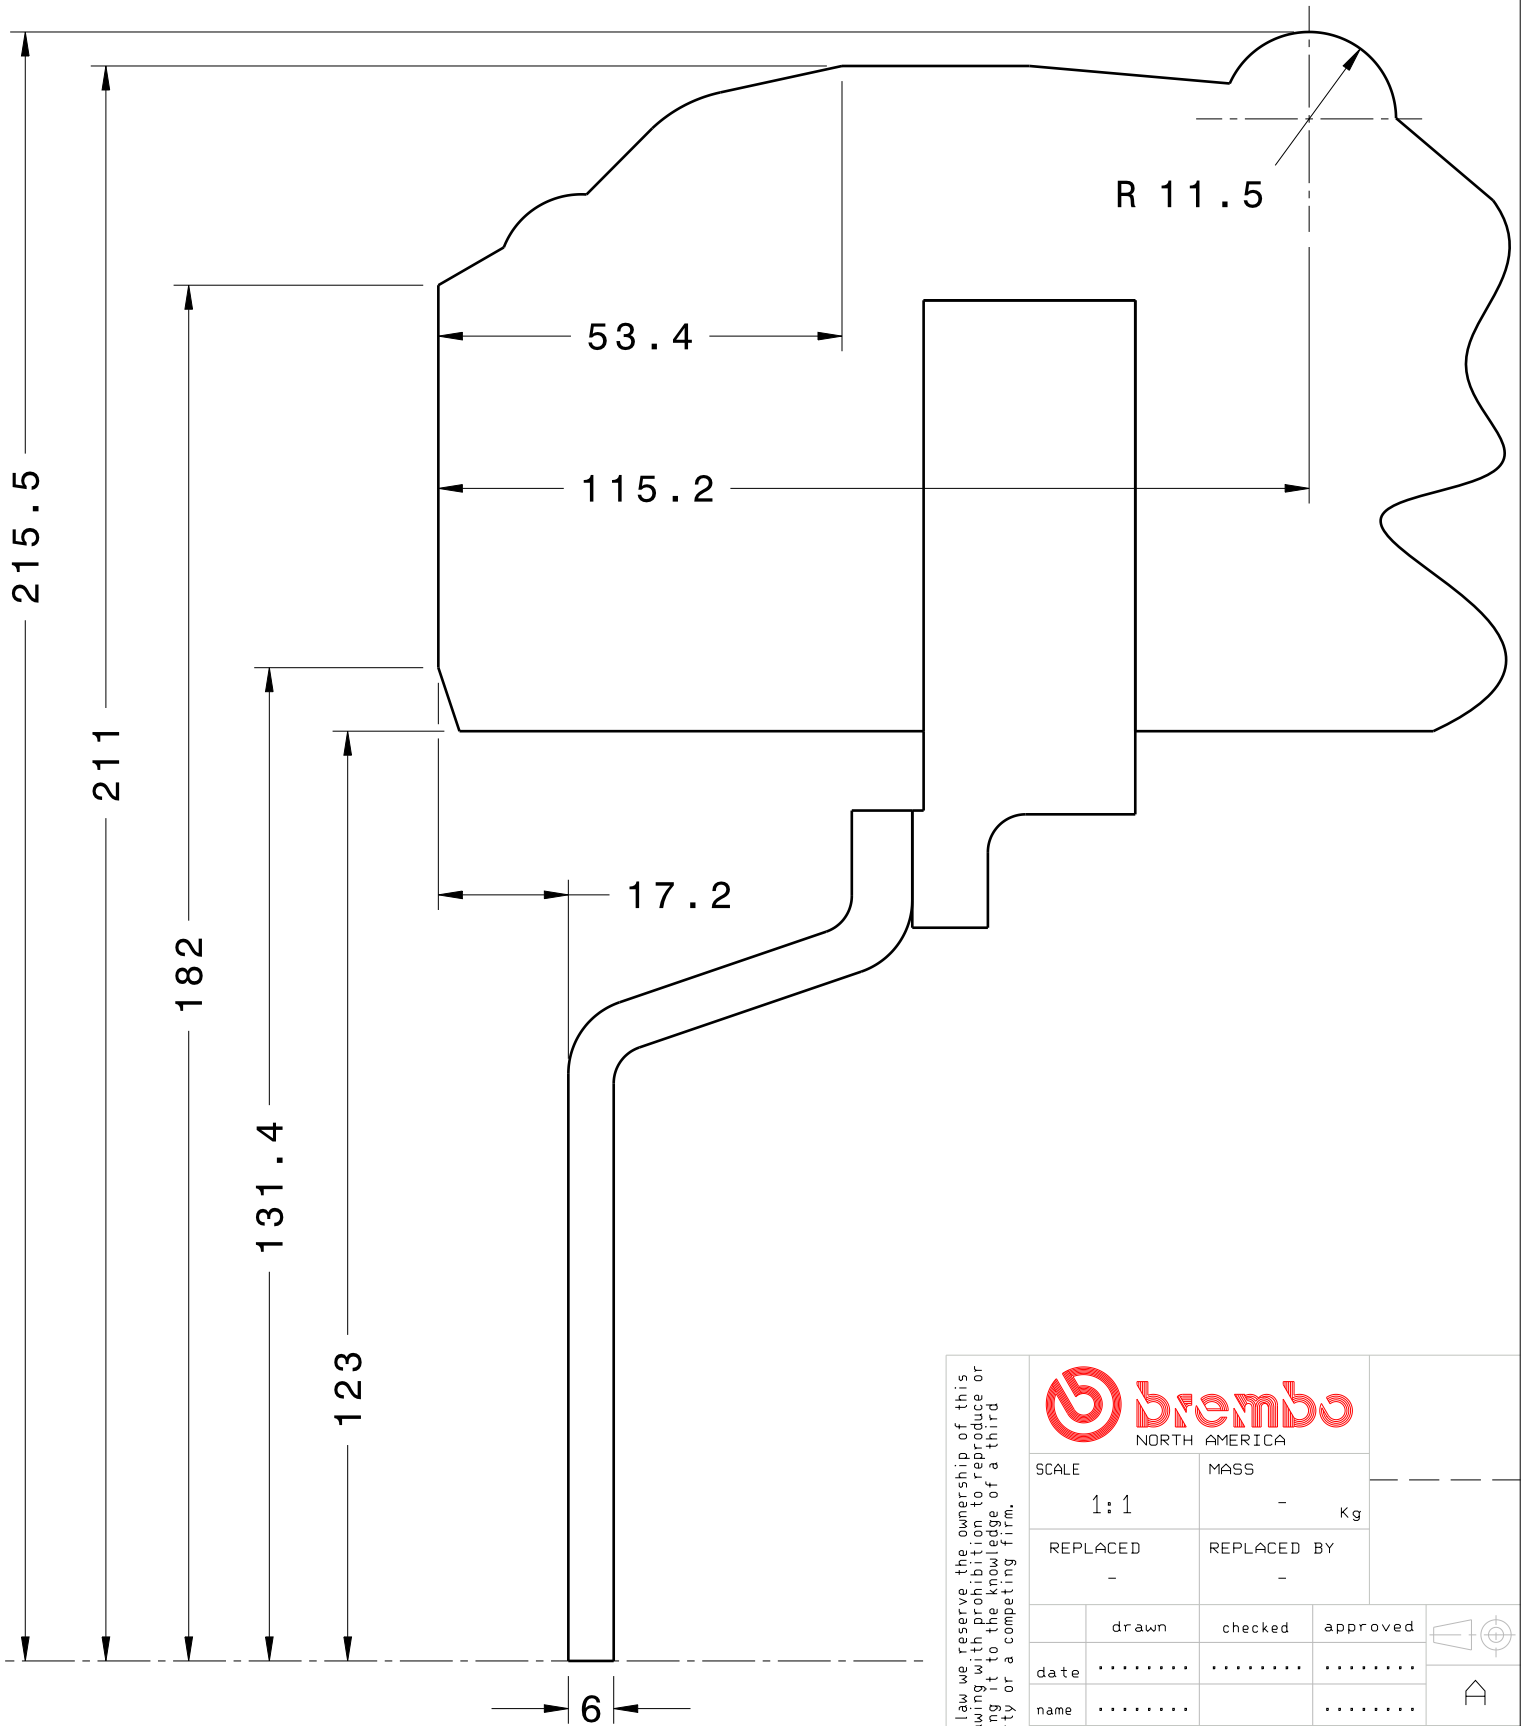 R 11.5
53.4
115.2
215.5
211
17.2
182
131.4
123
6
law we reserve the ownership of this
wing with prohibition to reproduce or
ng it to the knowledge of a third
ty or a competing firm.
brembo
NORTH AMERICA
SCALE
1:1
MASS
- Kg
REPLACED
-
REPLACED BY
-
drawn checked approved
date ........ ........ ........
name ........ ........
A